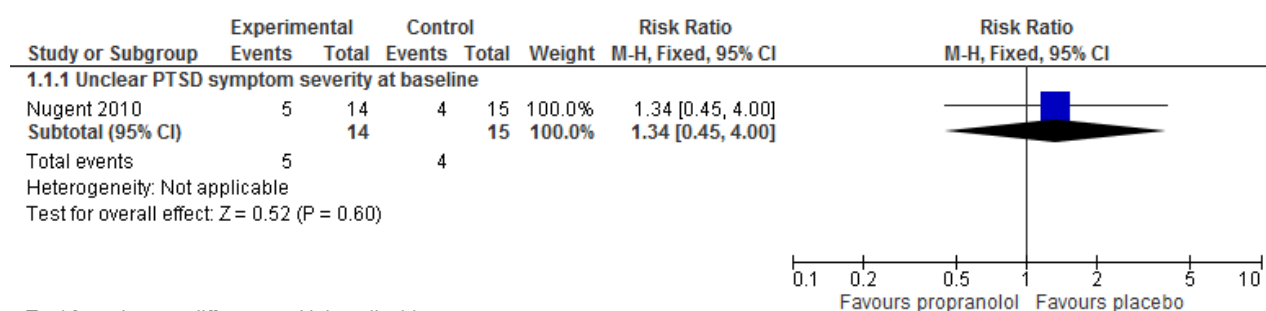 Experimental Control Risk Ratio Risk Ratio
Study or Subgroup Events Total Events Total Weight M-H, Fixed, 95% CI M-H, Fixed, 95% CI
1.1.1 Unclear PTSD symptom severity at baseline
Nugent 2010 5 14 4 15 100.0% 1.34 [0.45, 4.00]
Subtotal (95% CI) 14 15 100.0% 1.34 [0.45, 4.00]
Total events 5 4
Heterogeneity: Not applicable
Test for overall effect: Z = 0.52 (P = 0.60)
0.1 0.2 0.5 1 2 5 10
Favours propranolol Favours placebo